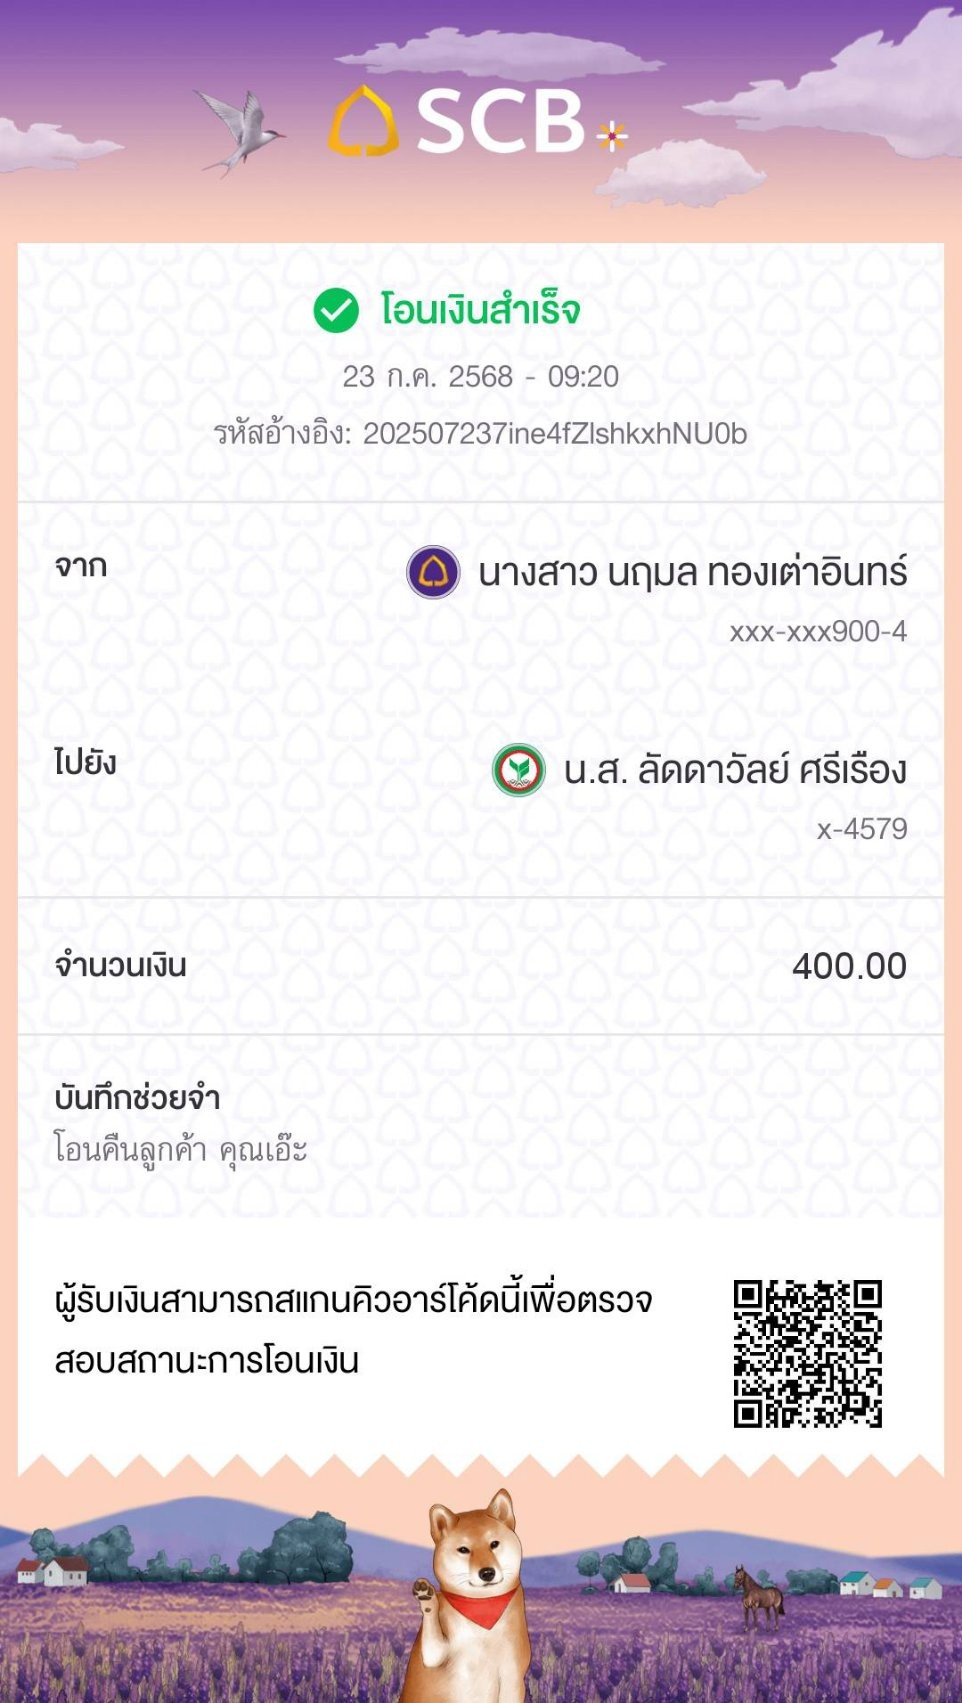 SCB
โอนเงินสำเร็จ
23 ก.ค. 2568 - 09:20
รหัสอ้างอิง: 202507237ine4fZIshkxhNU0b
จาก
นางสาว นฤมล ทองเต่าอินทร์
xxx-xxx900-4
ไปยัง
น.ส. ลัดดาวัลย์ ศรีเรือง
x-4579
จำนวนเงิน
400.00
บันทึกช่วยจำ
โอนคืนลูกค้า คุณเอ๊ะ
ผู้รับเงินสามารถสแกนคิวอาร์โค้ดนี้เพื่อตรวจ
สอบสถานะการโอนเงิน